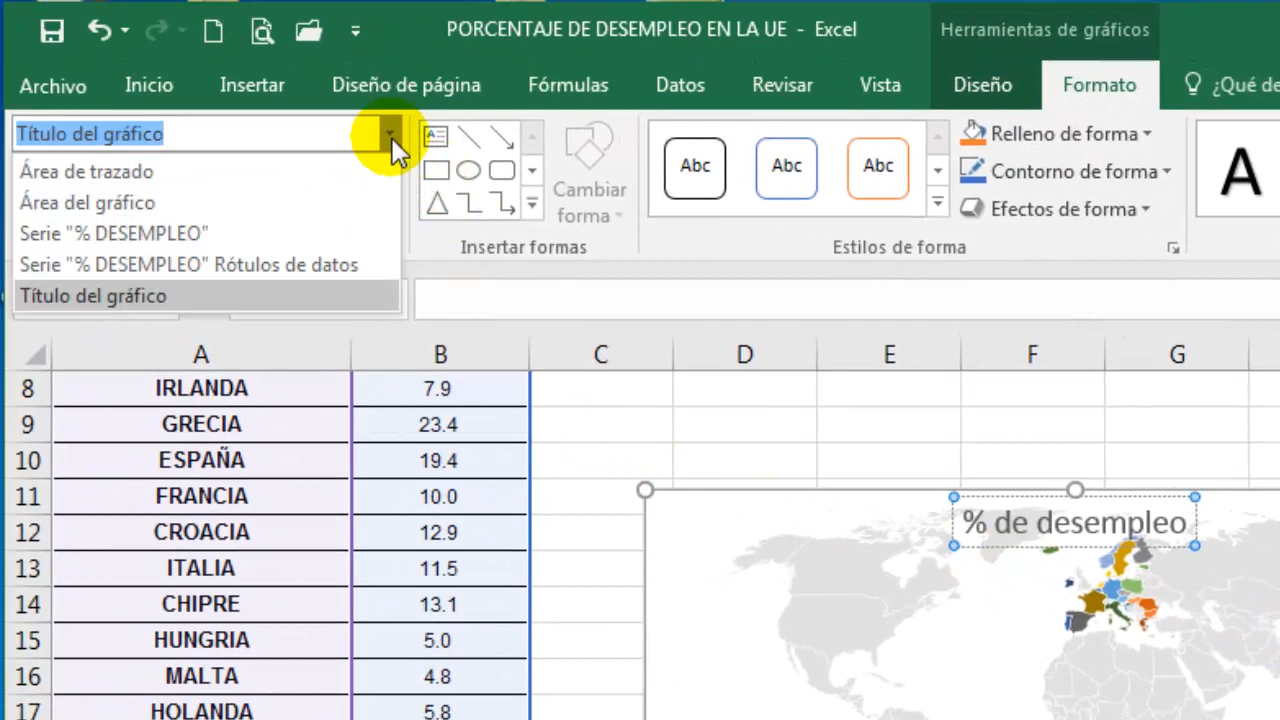 PORCENTAJE DE DESEMPLEO EN LA UE - Excel
Herramientas de gráficos
Archivo Inicio Insertar Diseño de página Fórmulas Datos Revisar Vista Diseño Formato ¿Qué de
Título del gráfico
Área de trazado
Área del gráfico
Serie "% DESEMPLEO"
Serie "% DESEMPLEO" Rótulos de datos
Título del gráfico
Cambiar
forma
Insertar formas
Abc Abc Abc
Estilos de forma
Relleno de forma
Contorno de forma
Efectos de forma
A
A B C D E F G
8 IRLANDA 7.9
9 GRECIA 23.4
10 ESPAÑA 19.4
11 FRANCIA 10.0
12 CROACIA 12.9
13 ITALIA 11.5
14 CHIPRE 13.1
15 HUNGRIA 5.0
16 MALTA 4.8
17 HOLANDA 5.8
% de desempleo